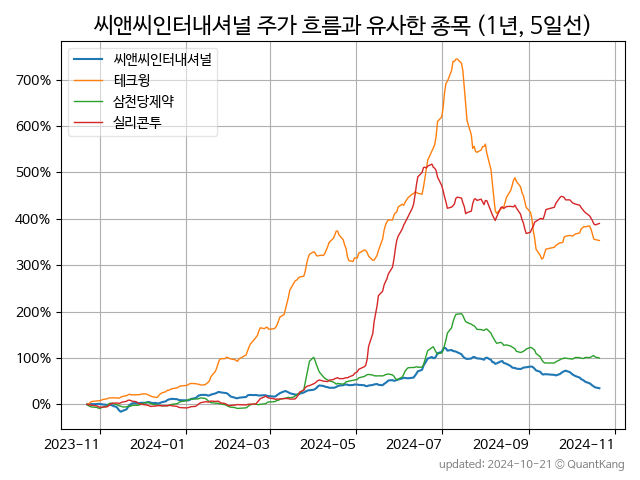 씨앤씨인터내셔널 주가 흐름과 유사한 종목 (1년, 5일선)
씨앤씨인터내셔널
테크윙
삼천당제약
실리콘투
700%
600%
500%
400%
300%
200%
100%
0%
2023-11 2024-01 2024-03 2024-05 2024-07 2024-09 2024-11
updated: 2024-10-21 © QuantKang